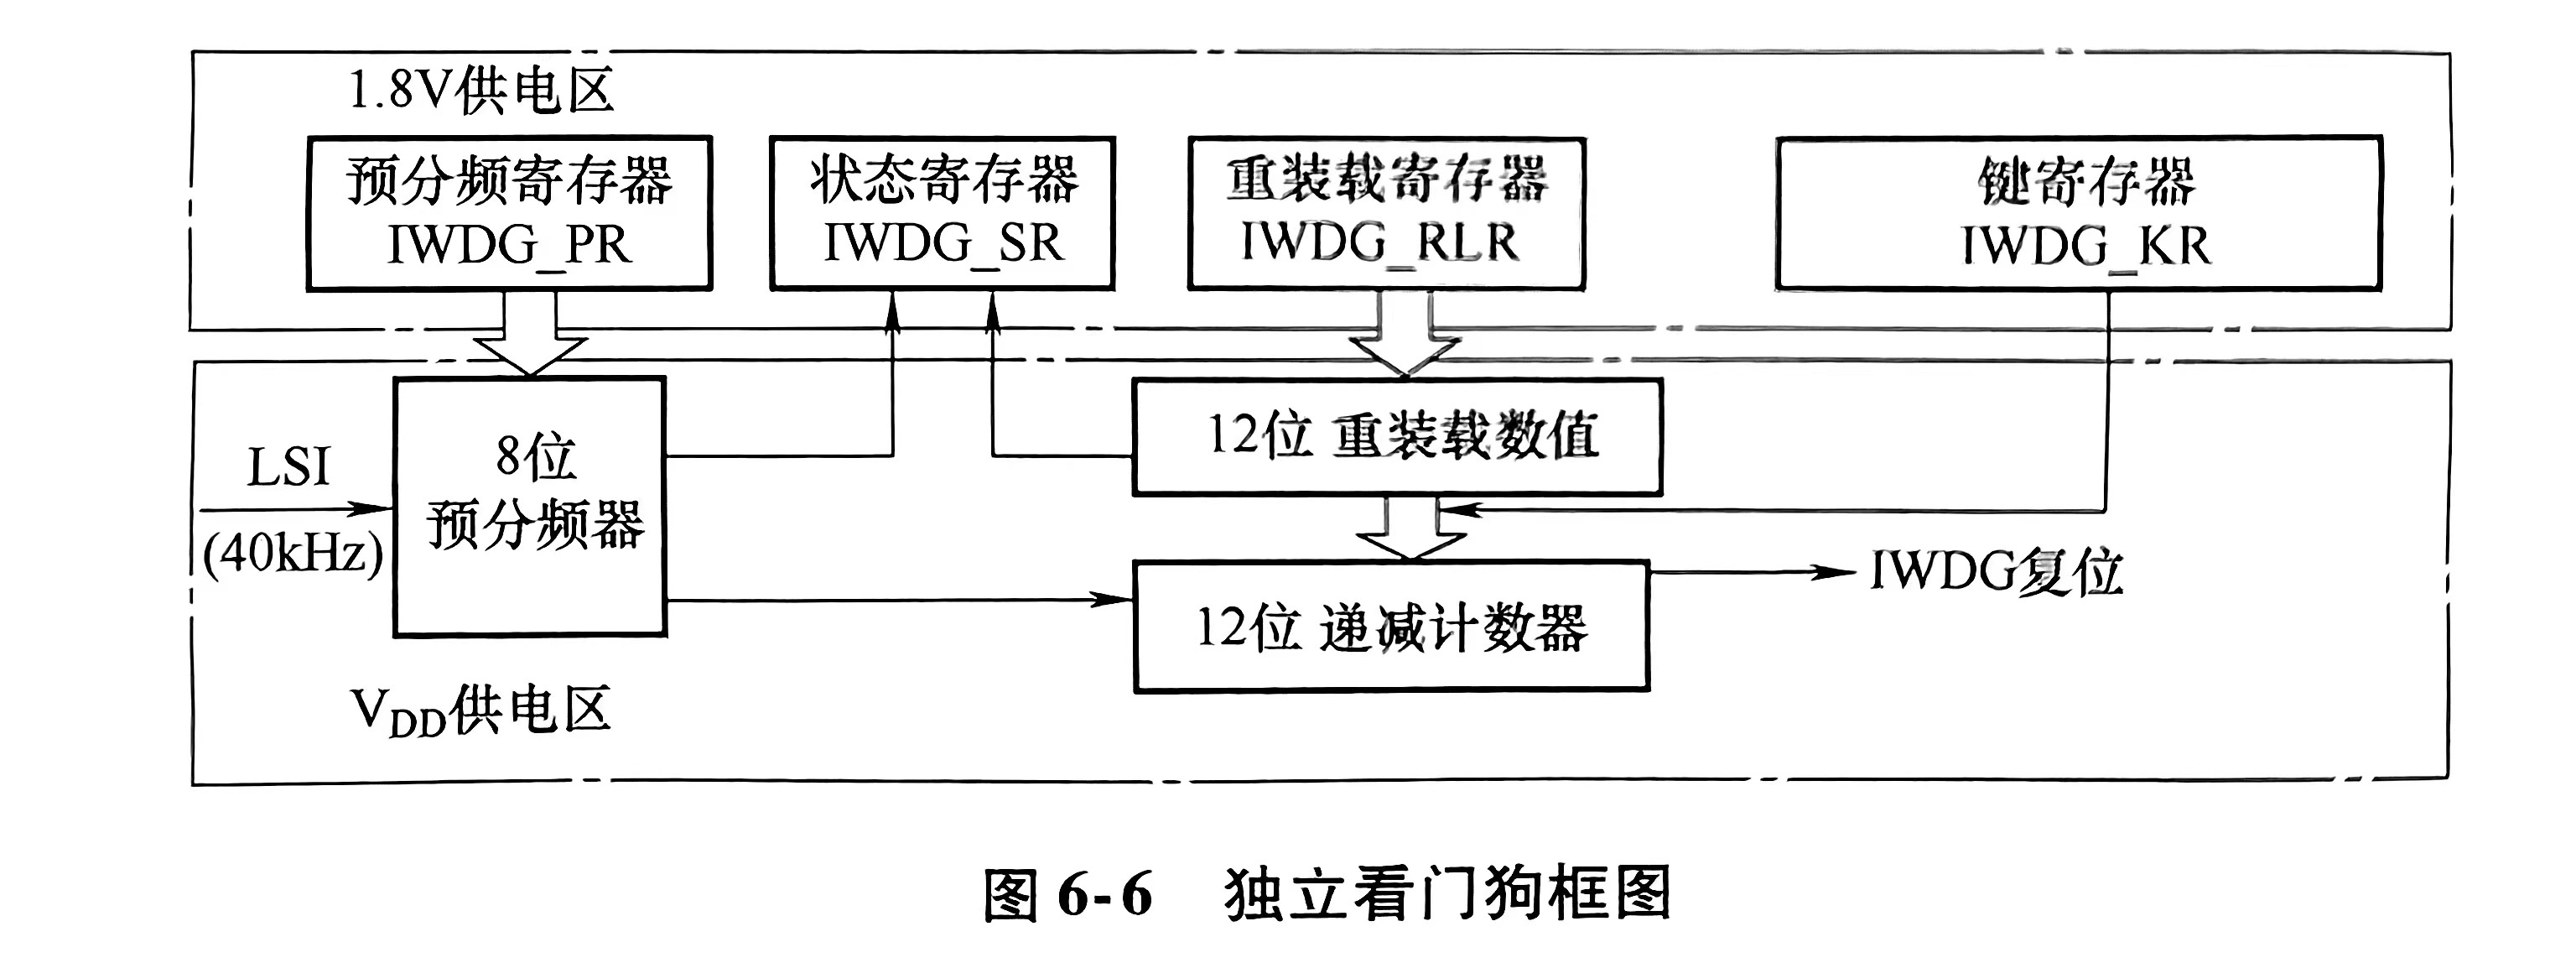 1.8V供电区
预分频寄存器
IWDG_PR
状态寄存器
IWDG_SR
重装载寄存器
IWDG_RLR
键寄存器
IWDG_KR
LSI
(40kHz)
8位
预分频器
12位 重装载数值
12位 递减计数器
IWDG复位
VDD供电区
图 6-6 独立看门狗框图